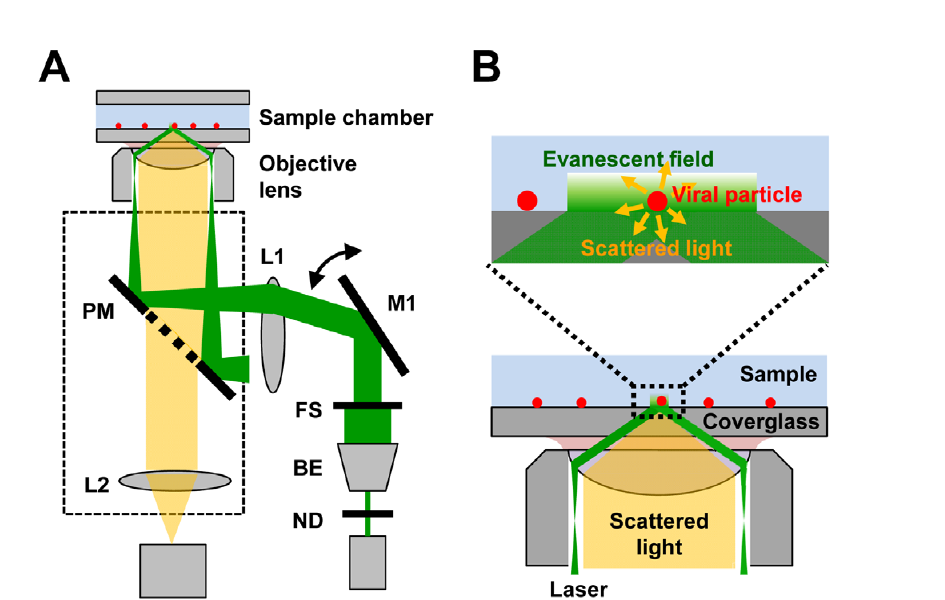 A
Sample chamber
Objective
lens
L1
PM
M1
FS
L2
BE
ND
B
Evanescent field
Viral particle
Scattered light
Sample
Coverglass
Scattered
light
Laser